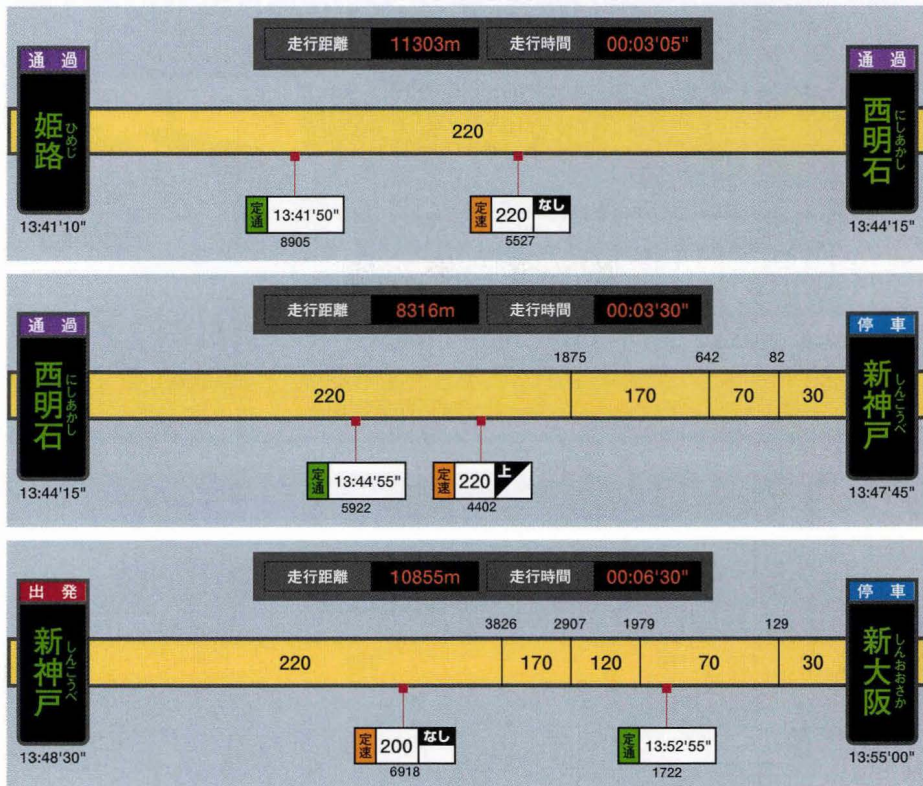 走行距離 11303m 走行時間 00:03'05"
通過
姫路
ひめじ
13:41'10"
220
定通 13:41'50"
8905
定速 220 なし
5527
通過
西明石
にしあかし
13:44'15"
走行距離 8316m 走行時間 00:03'30"
通過
西明石
にしあかし
13:44'15"
1875 642 82
220 170 70 30
定通 13:44'55"
5922
定速 220 上
4402
停車
新神戸
しんこうべ
13:47'45"
走行距離 10855m 走行時間 00:06'30"
出発
新神戸
しんこうべ
13:48'30"
3826 2907 1979 129
220 170 120 70 30
定速 200 なし
6918
定通 13:52'55"
1722
停車
新大阪
しんおおさか
13:55'00"